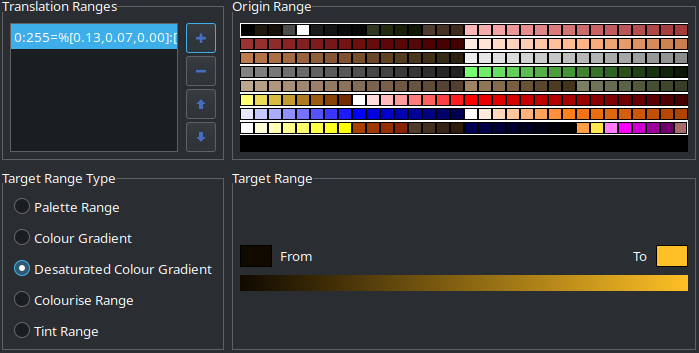 Translation Ranges
0:255=%[0.13,0.07,0.00]:[
Origin Range
Target Range Type
Palette Range
Colour Gradient
Desaturated Colour Gradient
Colourise Range
Tint Range
Target Range
From
To